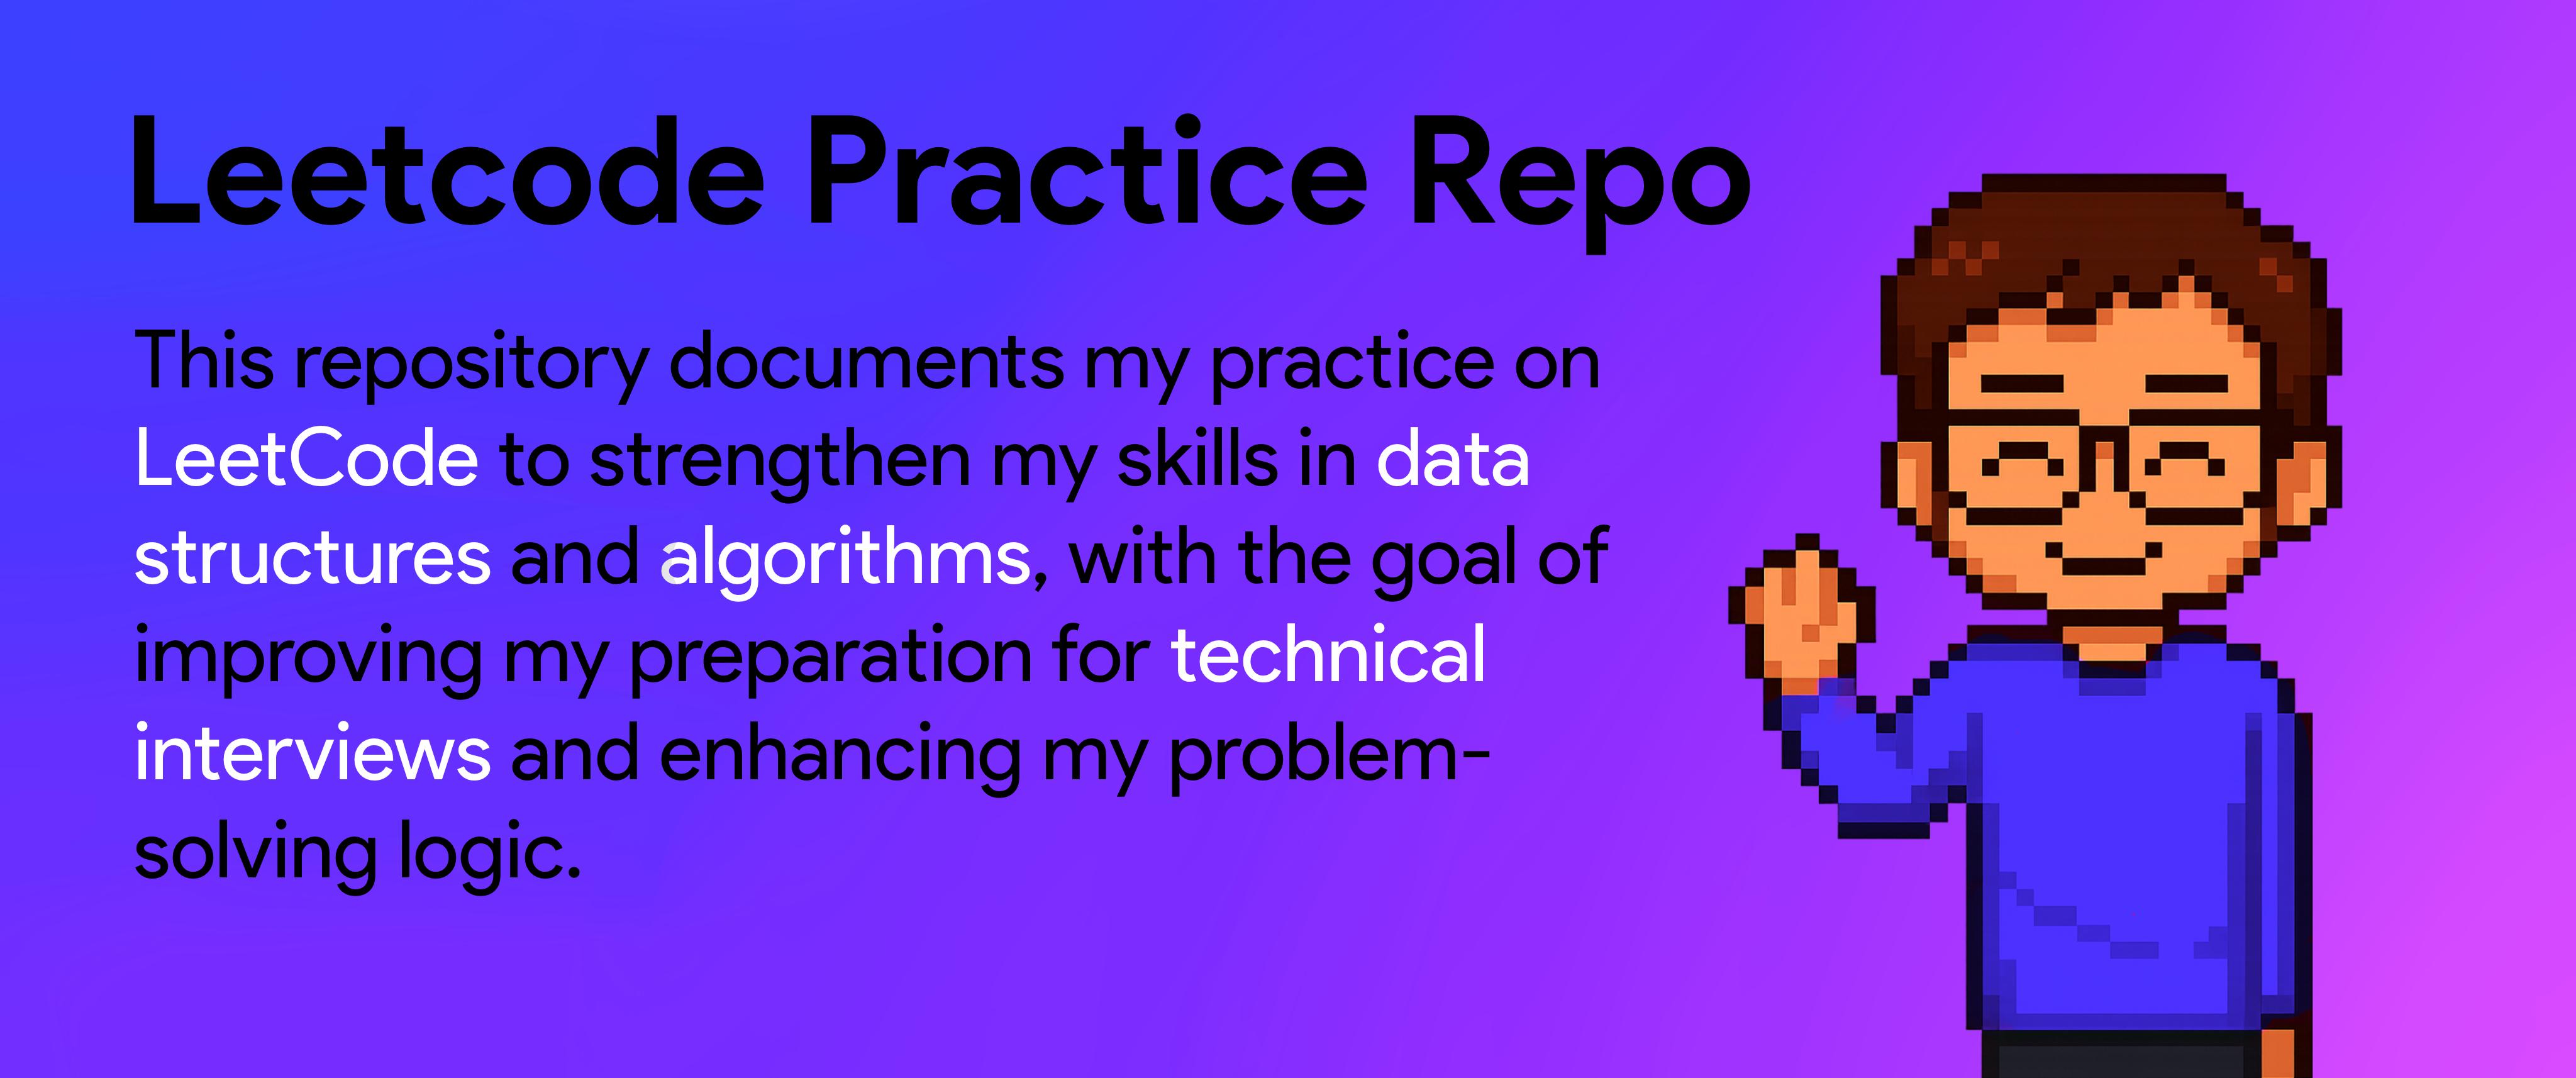 Leetcode Practice Repo
This repository documents my practice on
LeetCode to strengthen my skills in data
structures and algorithms, with the goal of
improving my preparation for technical
interviews and enhancing my problem-
solving logic.